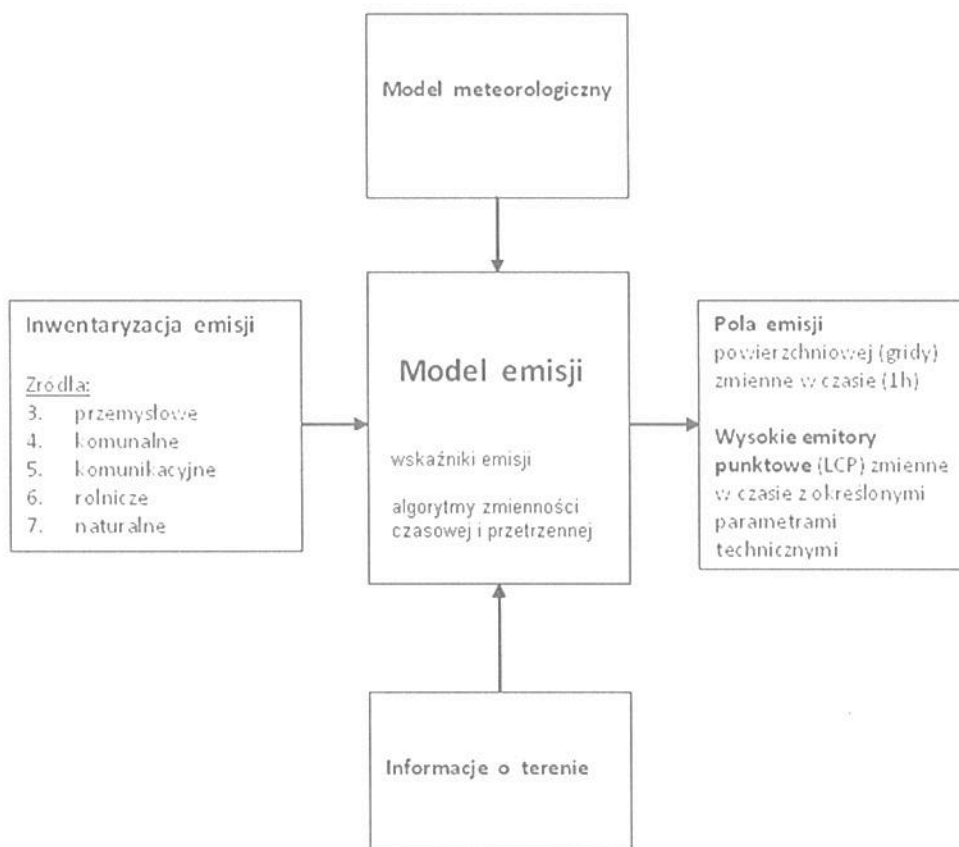 Model meteorologiczny
Inwentaryzacja emisji
Zródła:
3. przemysłowe
4. komunalne
5. komunikacyjne
6. rolnicze
7. naturalne
Model emisji
wskaźniki emisji
algorytmy zmienności
czasowej i przetrzennej
Pola emisji
powierzchniowej (gridy)
zmienne w czasie (1h)
Wysokie emitory
punktowe (LCP) zmienne
w czasie z określonymi
parametrami
technicznymi
Informacje o terenie